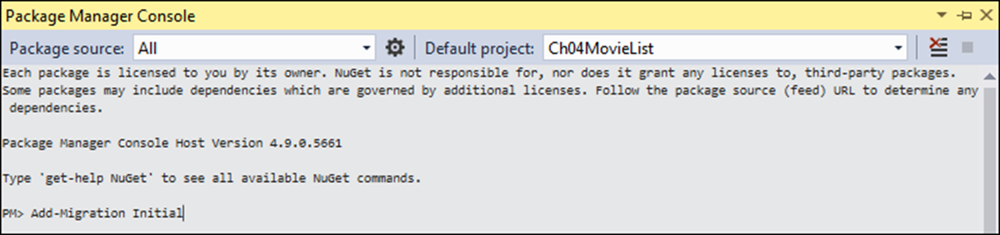 Package Manager Console
Package source: All Default project: Ch04MovieList
Each package is licensed to you by its owner. NuGet is not responsible for, nor does it grant any licenses to, third-party packages.
Some packages may include dependencies which are governed by additional licenses. Follow the package source (feed) URL to determine any
dependencies.
Package Manager Console Host Version 4.9.0.5661
Type 'get-help NuGet' to see all available NuGet commands.
PM> Add-Migration Initial